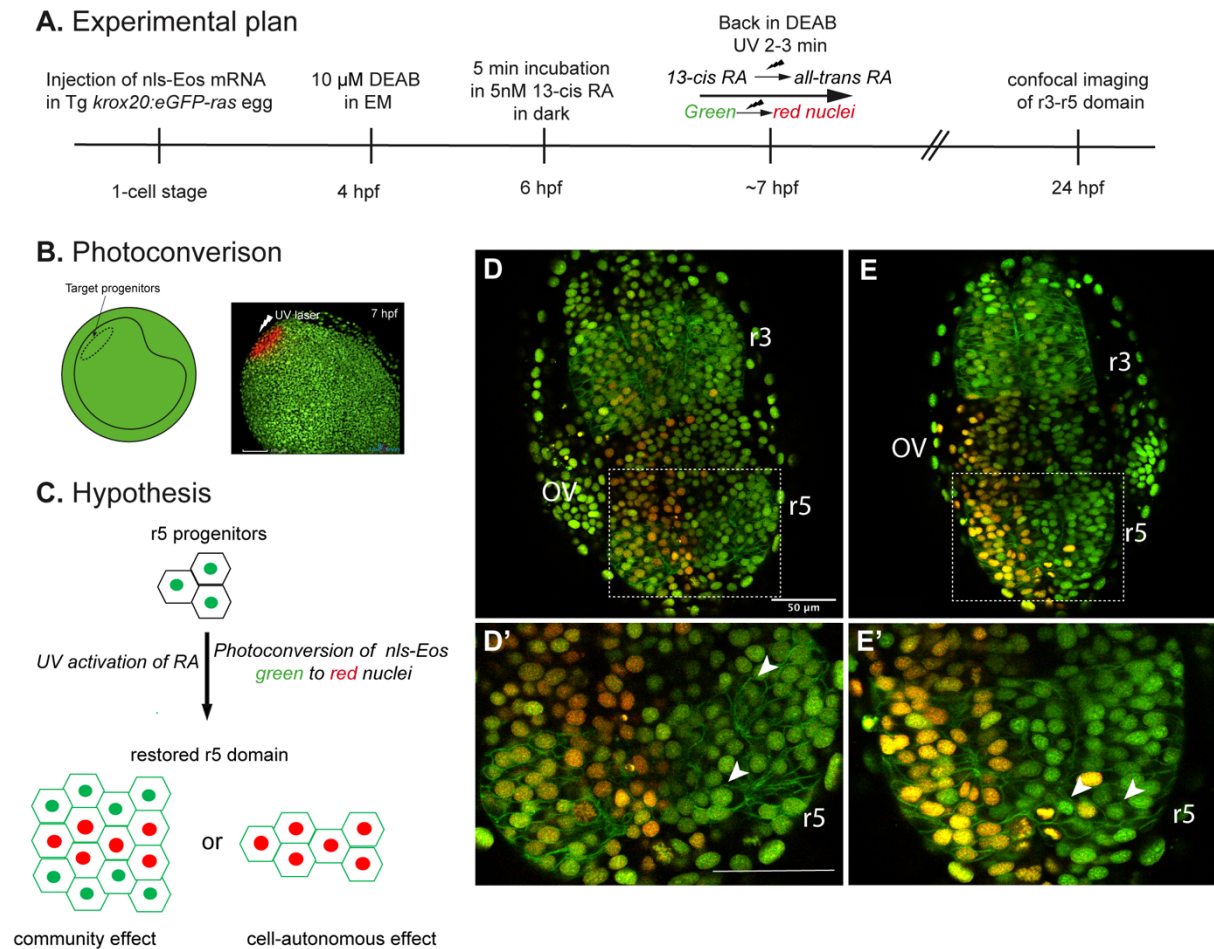 A. Experimental plan
Injection of nls-Eos mRNA
in Tg krox20:eGFP-ras egg
10 µM DEAB
in EM
5 min incubation
in 5nM 13-cis RA
in dark
Back in DEAB
UV 2-3 min
13-cis RA all-trans RA
Green red nuclei
confocal imaging
of r3-r5 domain
1-cell stage
4 hpf
6 hpf
~7 hpf
24 hpf
B. Photoconverison
Target progenitors
UV laser
7 hpf
C. Hypothesis
r5 progenitors
UV activation of RA
Photoconversion of nls-Eos
green to red nuclei
restored r5 domain
or
community effect
cell-autonomous effect
D
r3
OV
r5
50 µm
E
r3
OV
r5
D'
r5
E'
r5